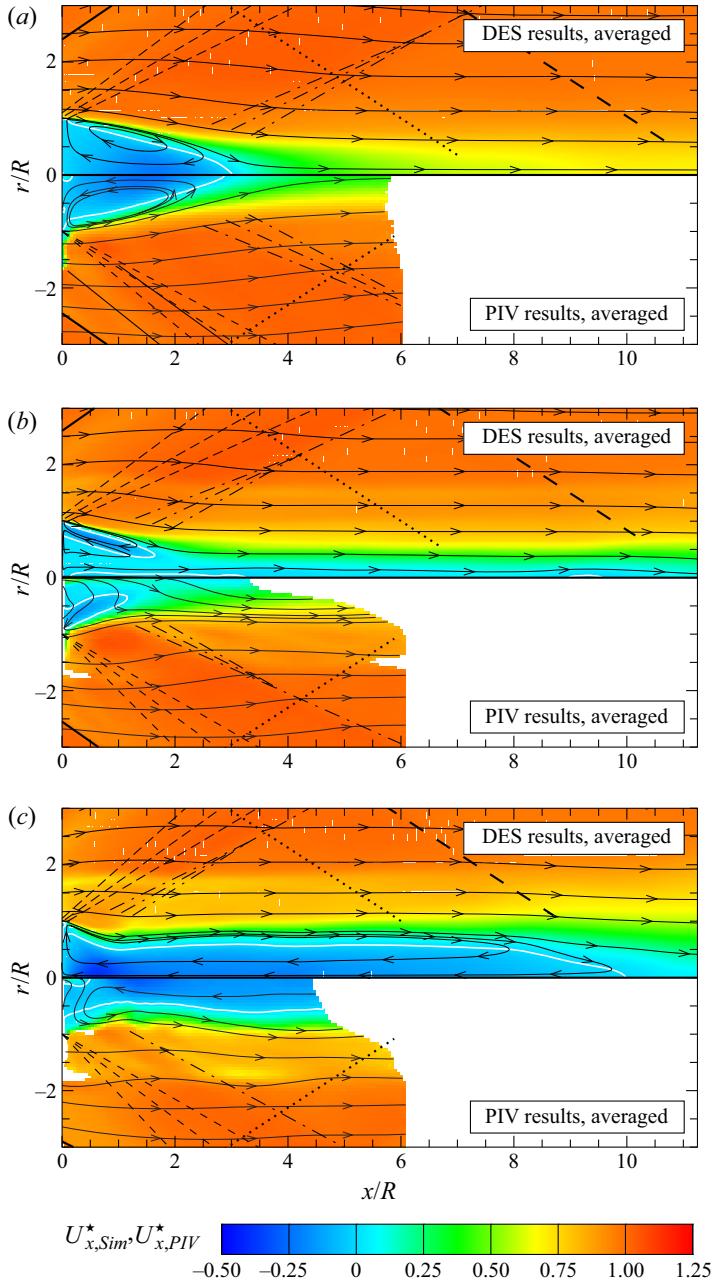 (a)
DES results, averaged
2
r/R
0
−2
PIV results, averaged
0 2 4 6 8 10
(b)
DES results, averaged
2
r/R
0
−2
PIV results, averaged
0 2 4 6 8 10
(c)
DES results, averaged
2
r/R
0
−2
PIV results, averaged
0 2 4 6 8 10
x/R
U★x,Sim, U★x,PIV
−0.50 −0.25 0 0.25 0.50 0.75 1.00 1.25